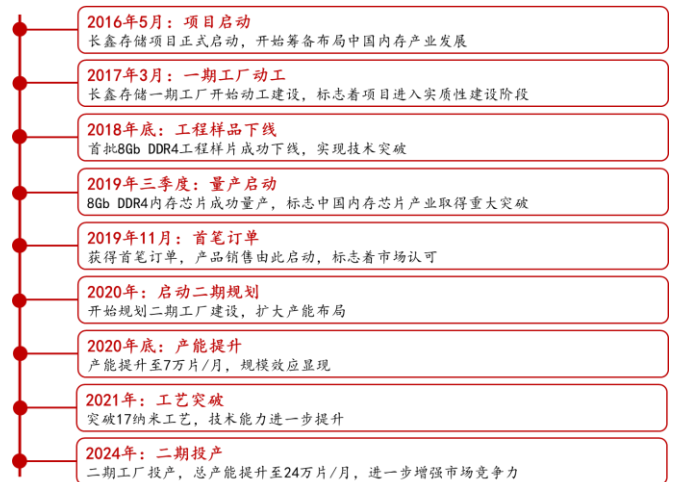 2016年5月：项目启动
长鑫存储项目正式启动，开始筹备布局中国内存产业发展
2017年3月：一期工厂动工
长鑫存储一期工厂开始动工建设，标志着项目进入实质性建设阶段
2018年底：工程样品下线
首批8Gb DDR4工程样片成功下线，实现技术突破
2019年三季度：量产启动
8Gb DDR4内存芯片成功量产，标志中国内存芯片产业取得重大突破
2019年11月：首笔订单
获得首笔订单，产品销售由此启动，标志着市场认可
2020年：启动二期规划
开始规划二期工厂建设，扩大产能布局
2020年底：产能提升
产能提升至7万片/月，规模效应显现
2021年：工艺突破
突破17纳米工艺，技术能力进一步提升
2024年：二期投产
二期工厂投产，总产能提升至24万片/月，进一步增强市场竞争力